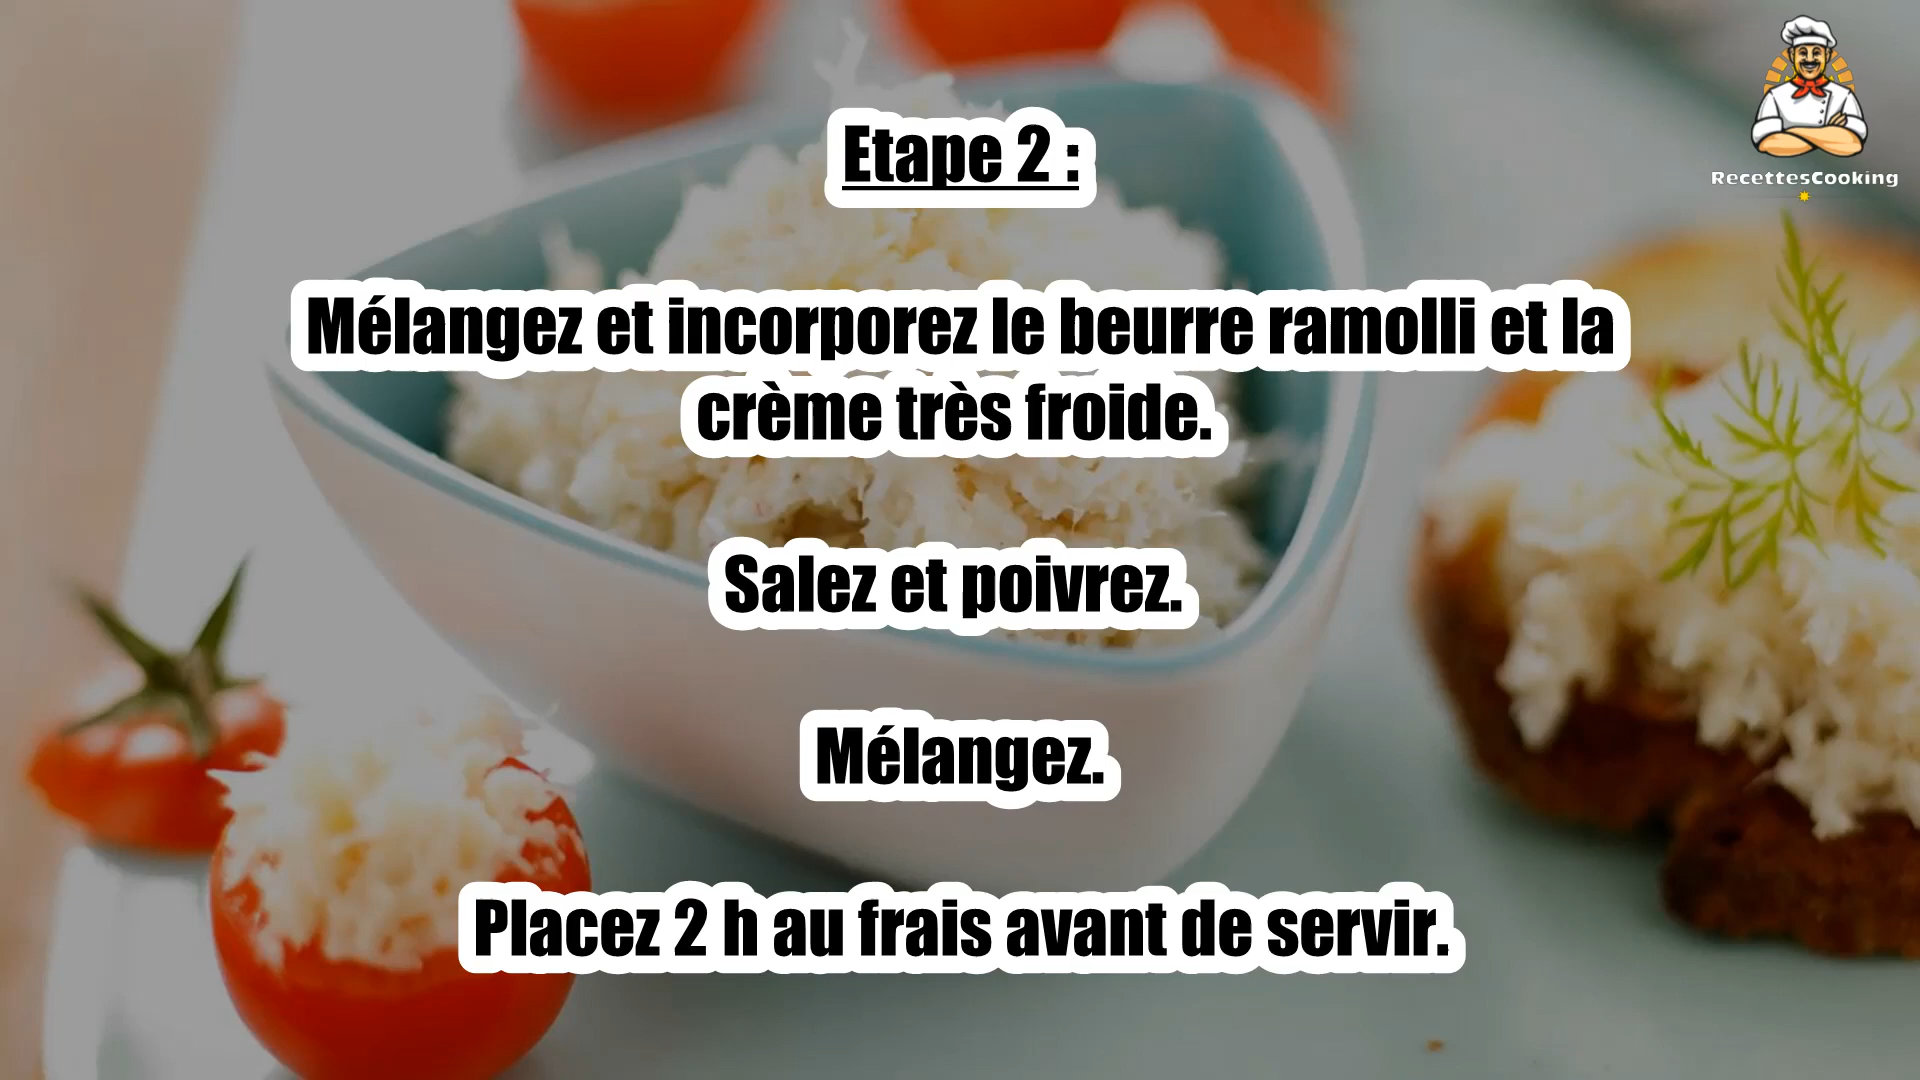 Etape 2 :
RecettesCooking
Mélangez et incorporez le beurre ramolli et la
crème très froide.
Salez et poivrez.
Mélangez.
Placez 2 h au frais avant de servir.